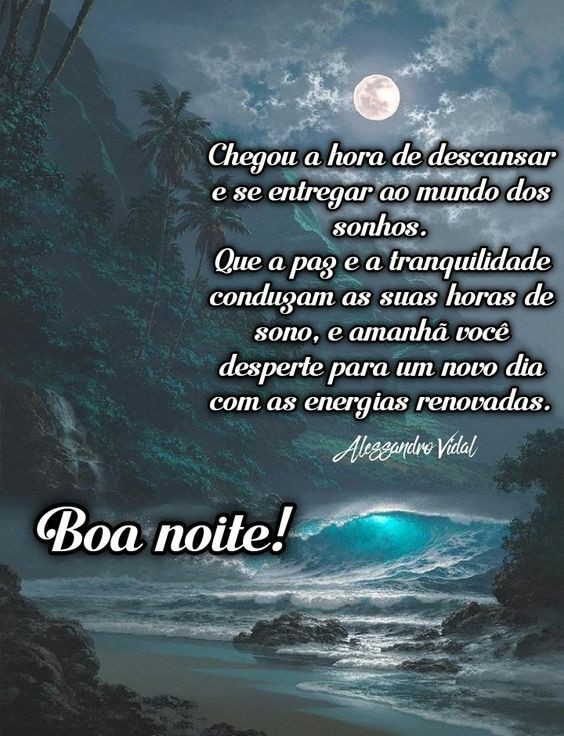 Chegou a hora de descansar
e se entregar ao mundo dos
sonhos.
Que a paz e a tranquilidade
conduzam as suas horas de
sono, e amanhã você
desperte para um novo dia
com as energias renovadas.
Alessandro Vidal
Boa noite!